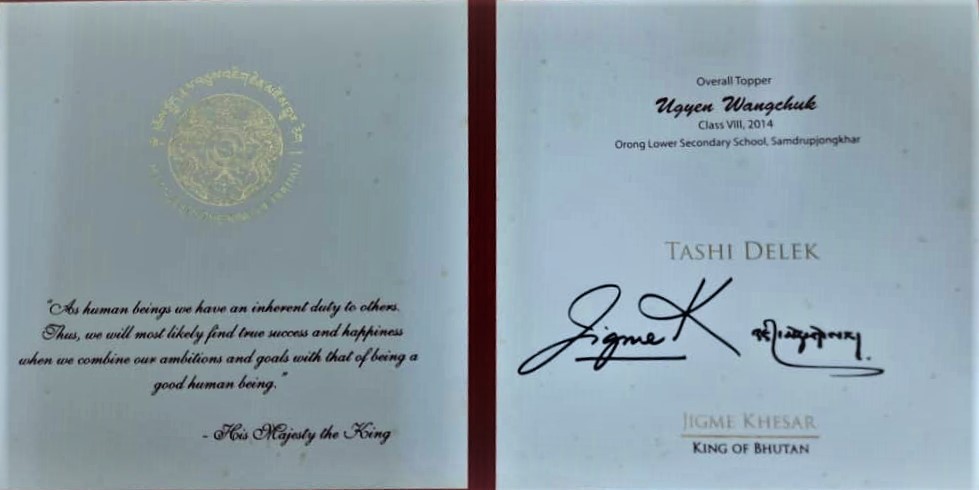 "As human beings we have an inherent duty to others.
Thus, we will most likely find true success and happiness
when we combine our ambitions and goals with that of being a
good human being."
- His Majesty the King
Overall Topper
Ugyen Wangchuk
Class VIII, 2014
Orong Lower Secondary School, Samdrupjongkhar
TASHI DELEK
Jigme K
JIGME KHESAR
KING OF BHUTAN